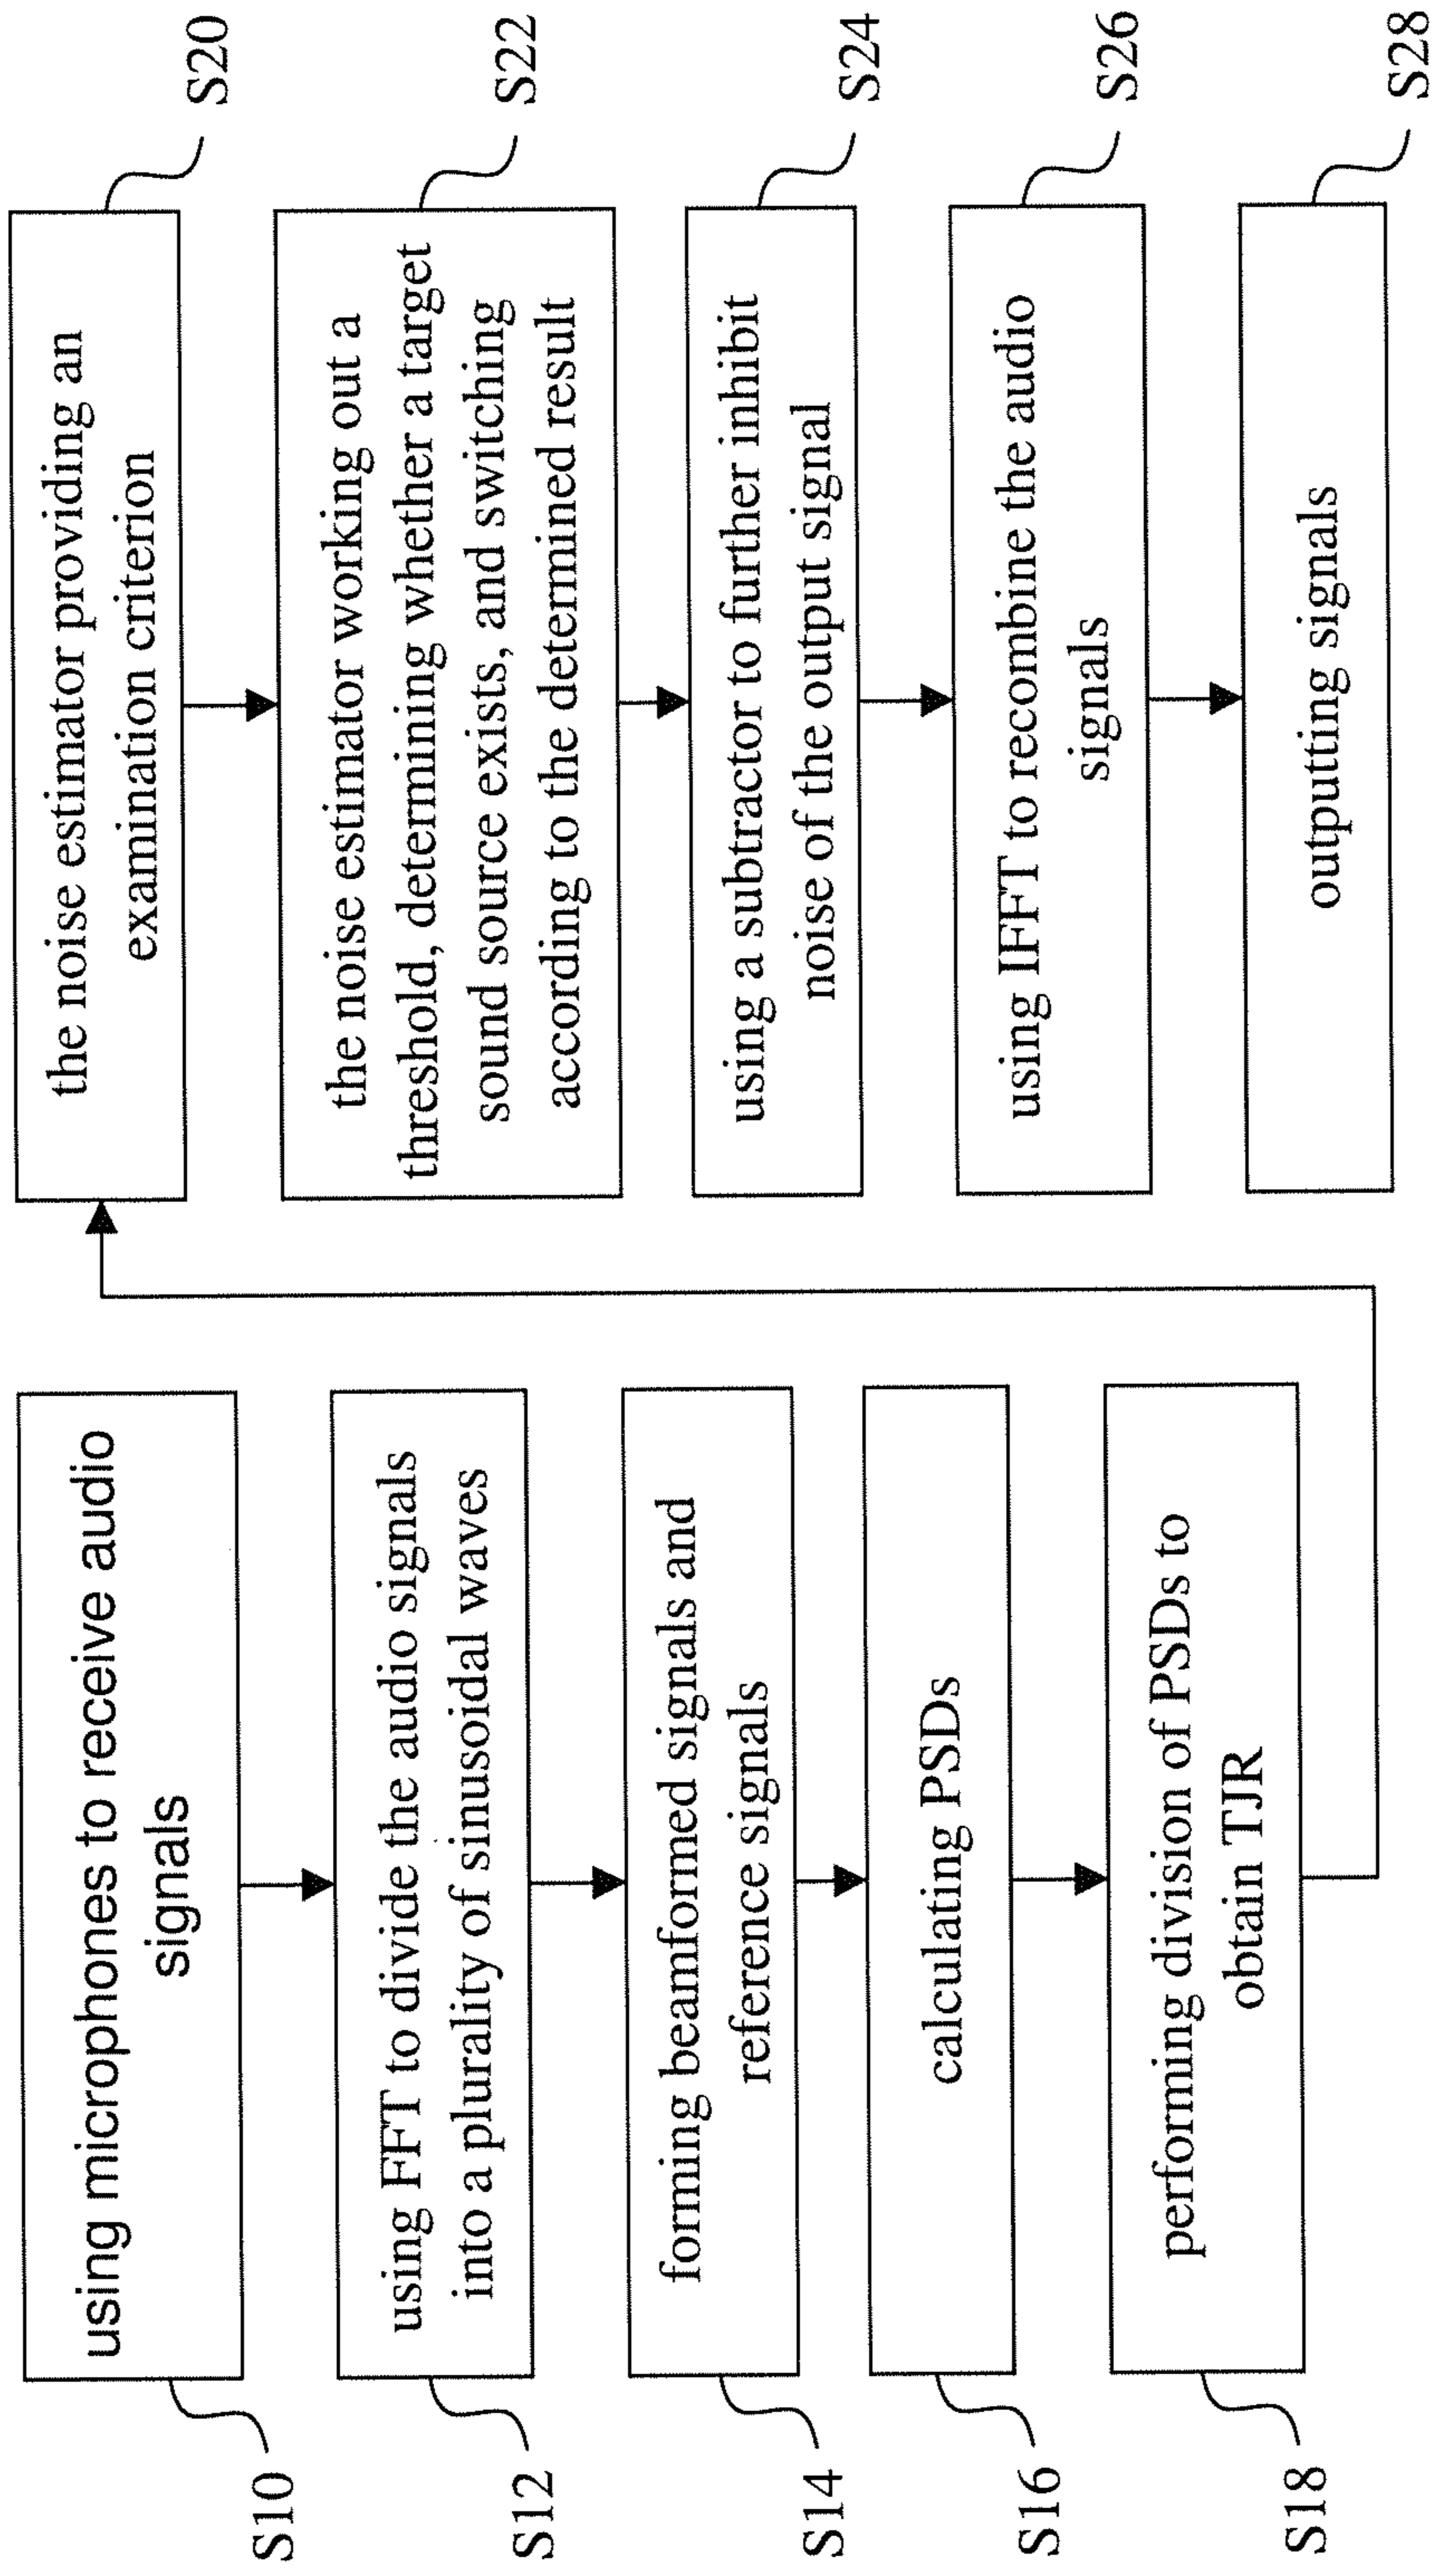 using microphones to receive audio
signals
S10
using FFT to divide the audio signals
into a plurality of sinusoidal waves
S12
forming beamformed signals and
reference signals
S14
calculating PSDs
S16
performing division of PSDs to
obtain TJR
S18
the noise estimator providing an
examination criterion
S20
the noise estimator working out a
threshold, determining whether a target
sound source exists, and switching
according to the determined result
S22
using a subtractor to further inhibit
noise of the output signal
S24
using IFFT to recombine the audio
signals
S26
outputting signals
S28